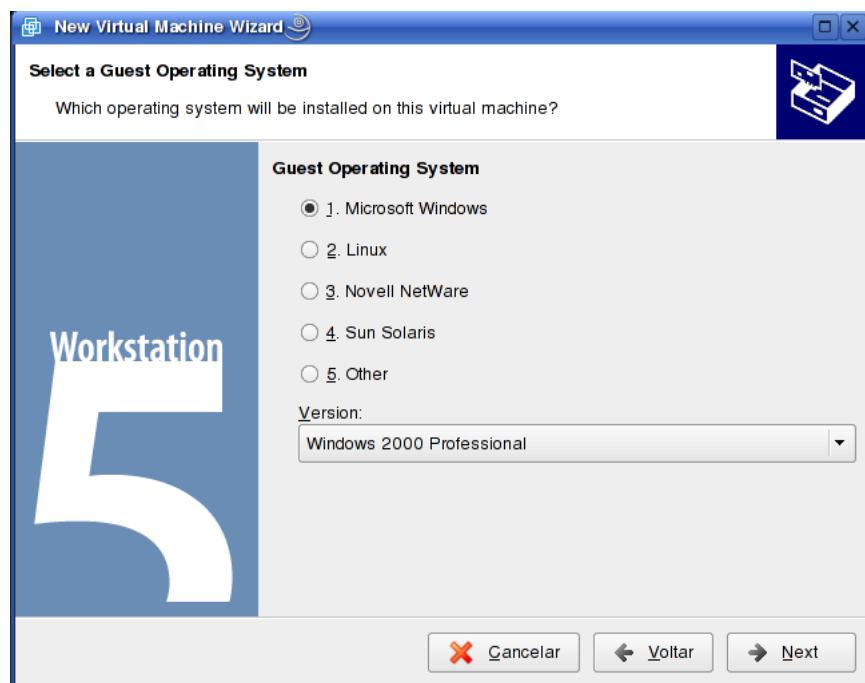 New Virtual Machine Wizard
Select a Guest Operating System
Which operating system will be installed on this virtual machine?
Guest Operating System
1. Microsoft Windows
2. Linux
3. Novell NetWare
4. Sun Solaris
5. Other
Version:
Windows 2000 Professional
Workstation
5
Cancelar
Voltar
Next